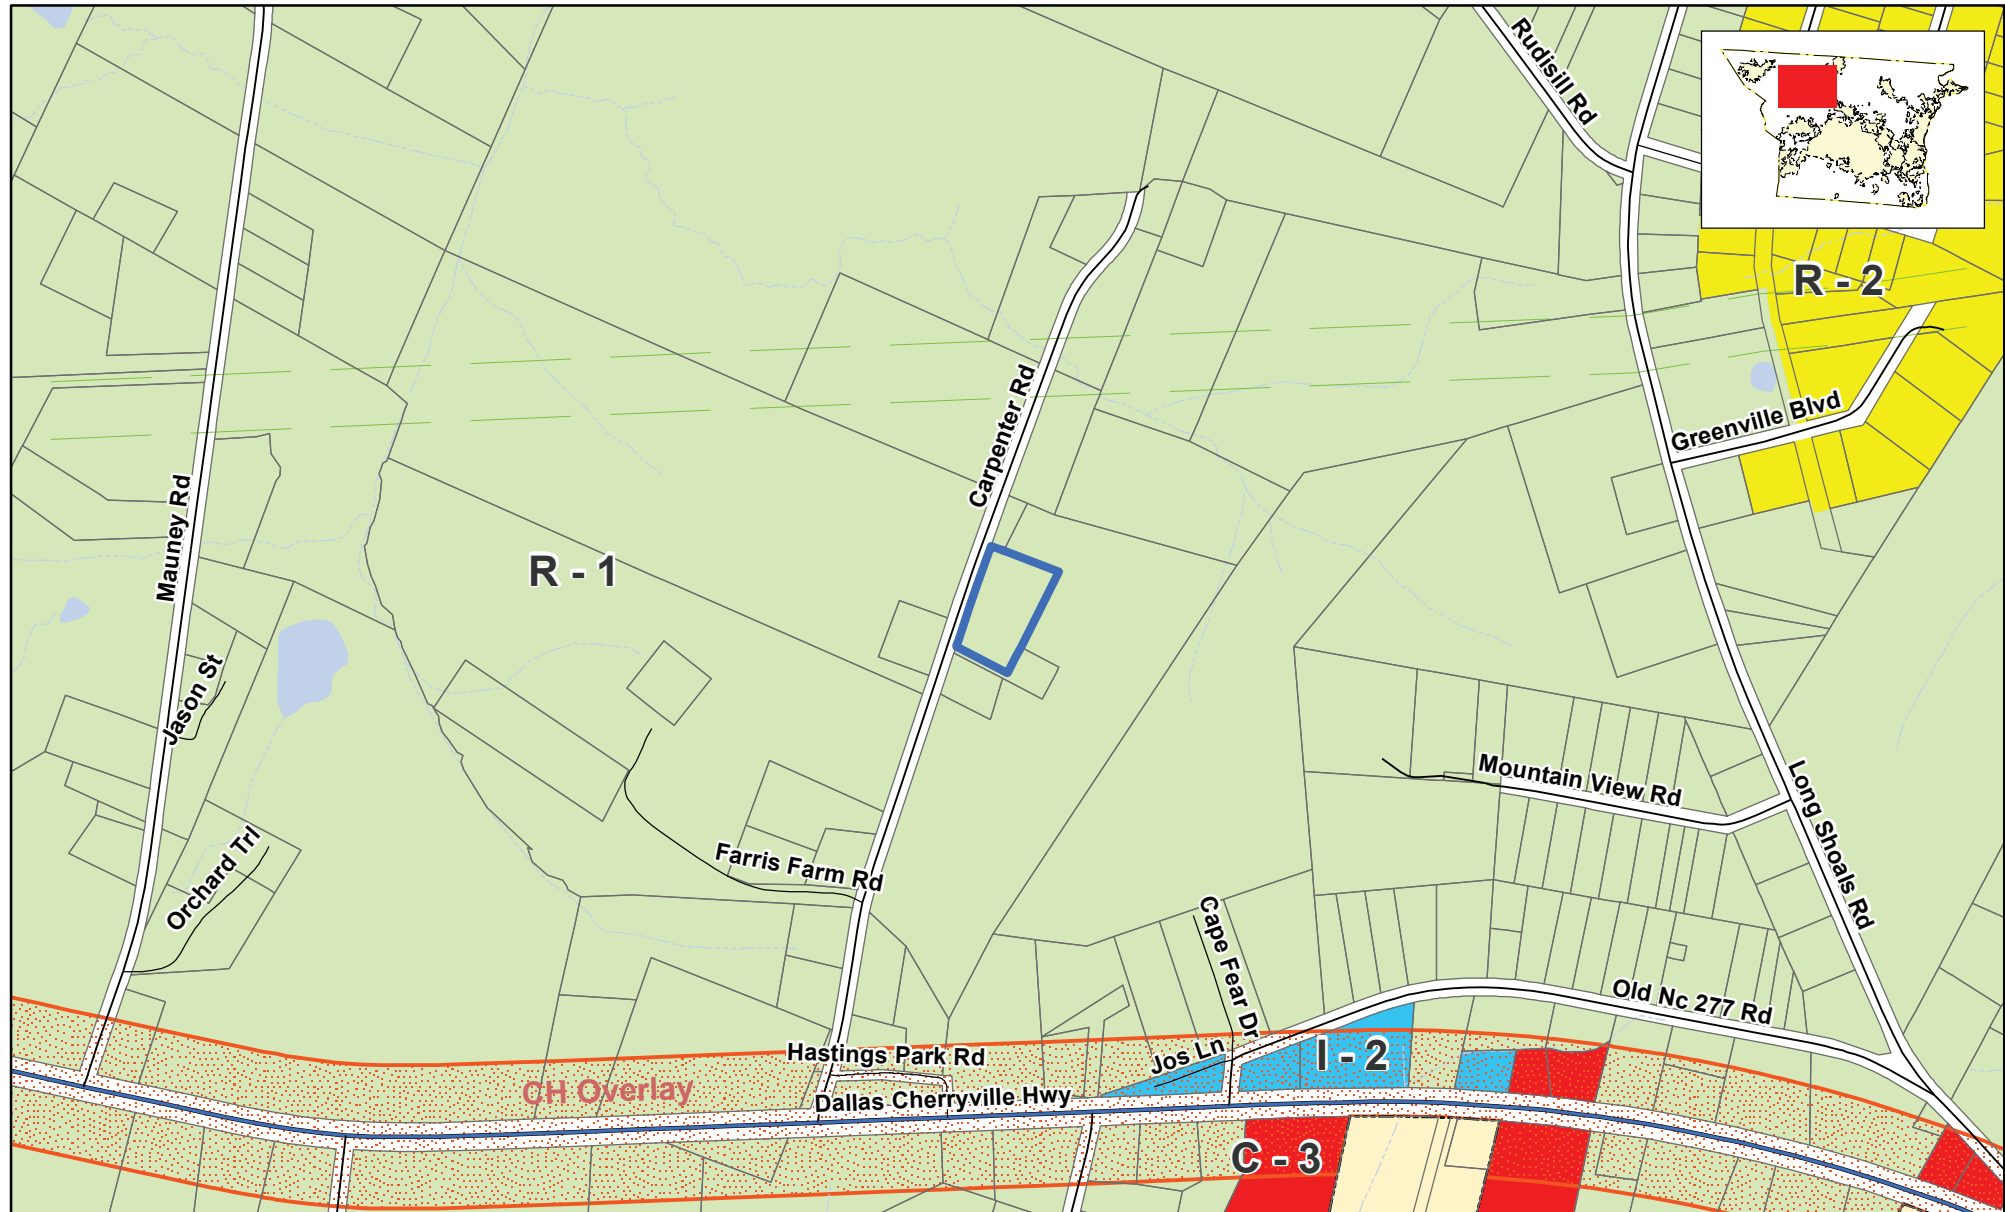 Rudisill Rd
R - 2
Carpenter Rd
Greenville Blvd
Mauney Rd
R - 1
Jason St
Mountain View Rd
Long Shoals Rd
Orchard Trl
Farris Farm Rd
Cape Fear Dr
Old Nc 277 Rd
Hastings Park Rd
Jos Ln
I - 2
CH Overlay
Dallas Cherryville Hwy
C - 3